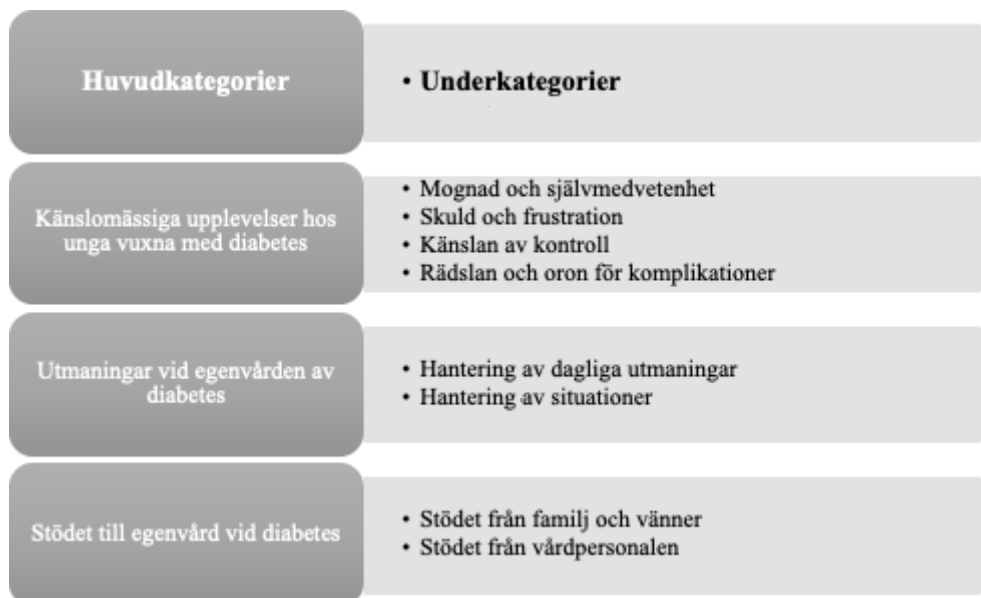 Huvudkategorier
• Underkategorier
Känslomässiga upplevelser hos
unga vuxna med diabetes
• Mognad och självmedvetenhet
• Skuld och frustration
• Känslan av kontroll
• Rädslan och oron för komplikationer
Utmaningar vid egenvården av
diabetes
• Hantering av dagliga utmaningar
• Hantering av situationer
Stödet till egenvård vid diabetes
• Stödet från familj och vänner
• Stödet från vårdpersonalen